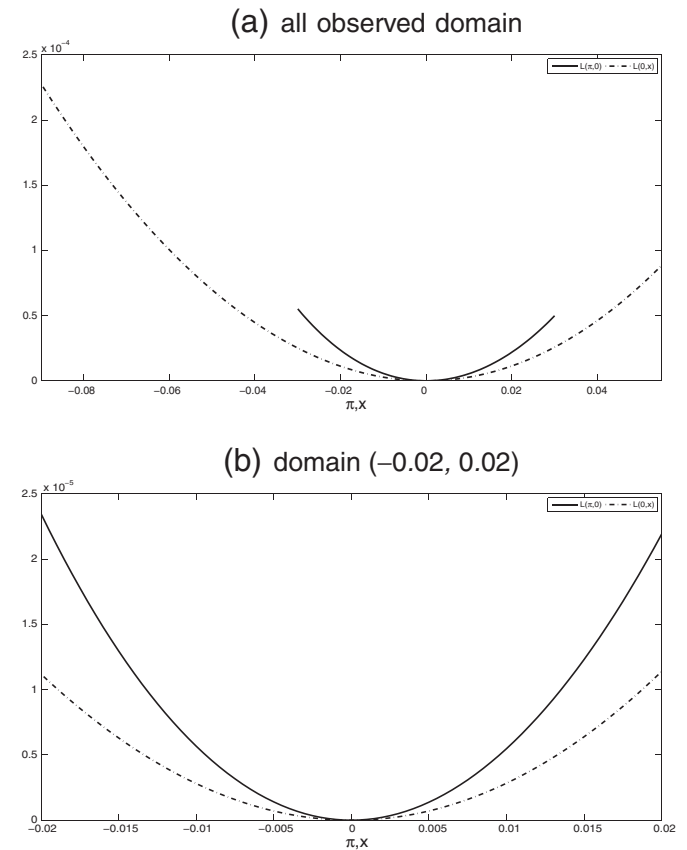 (a) all observed domain
x 10⁻⁴
2.5
2
1.5
1
0.5
0
L(π,0) L(0,x)
−0.08 −0.06 −0.04 −0.02 0 0.02 0.04
π,x
(b) domain (−0.02, 0.02)
x 10⁻⁵
2.5
2
1.5
1
0.5
0
L(π,0) L(0,x)
−0.02 −0.015 −0.01 −0.005 0 0.005 0.01 0.015 0.02
π,x